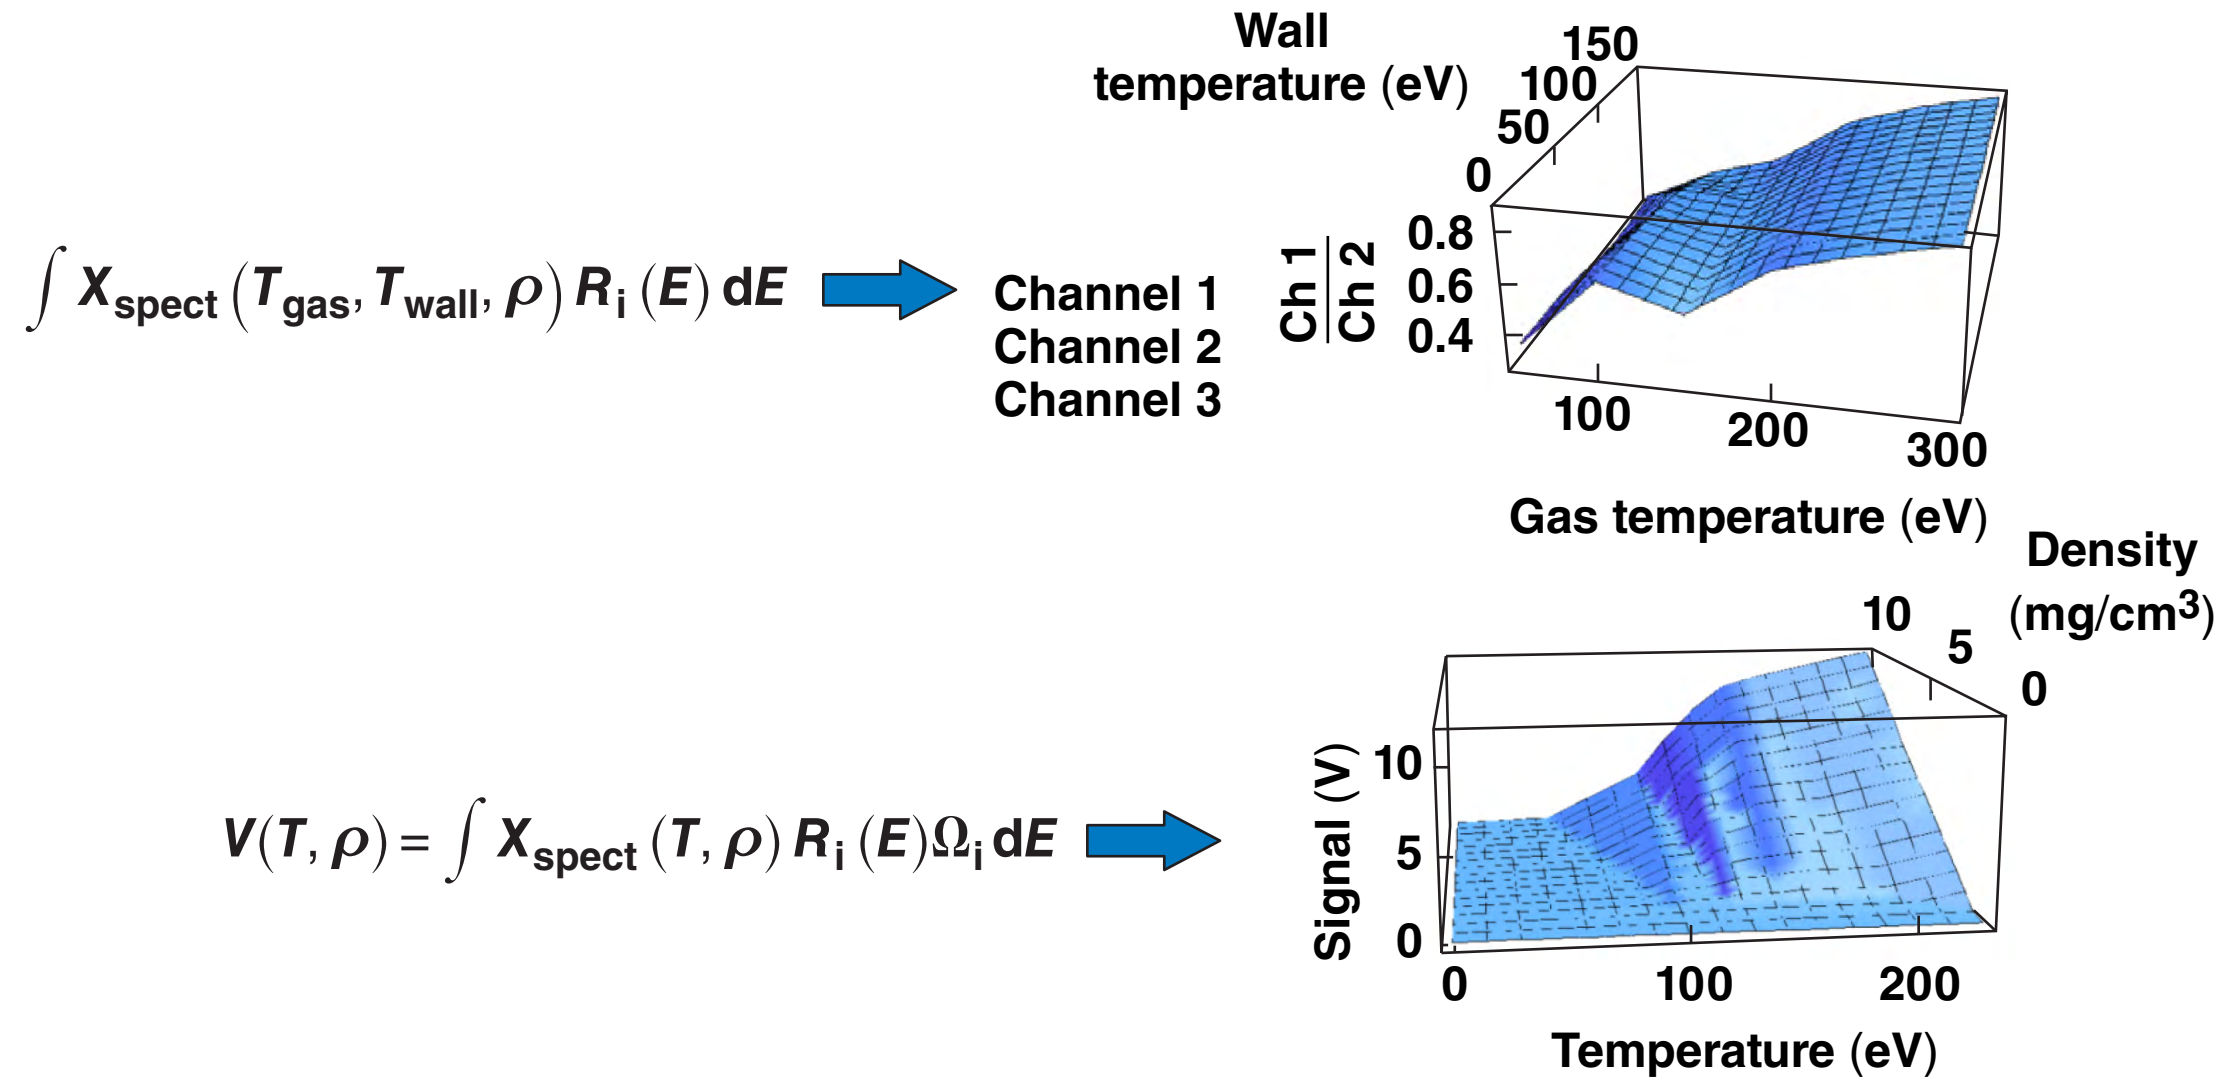 Wall
temperature (eV)
150
100
50
0
∫ X_spect (T_gas, T_wall, ρ) R_i (E) dE
Channel 1
Channel 2
Channel 3
Ch 1
Ch 2
0.8
0.6
0.4
100
200
300
Gas temperature (eV)
Density
(mg/cm³)
10
5
0
V(T, ρ) = ∫ X_spect (T, ρ) R_i (E)Ω_i dE
Signal (V)
10
5
0
0
100
200
Temperature (eV)